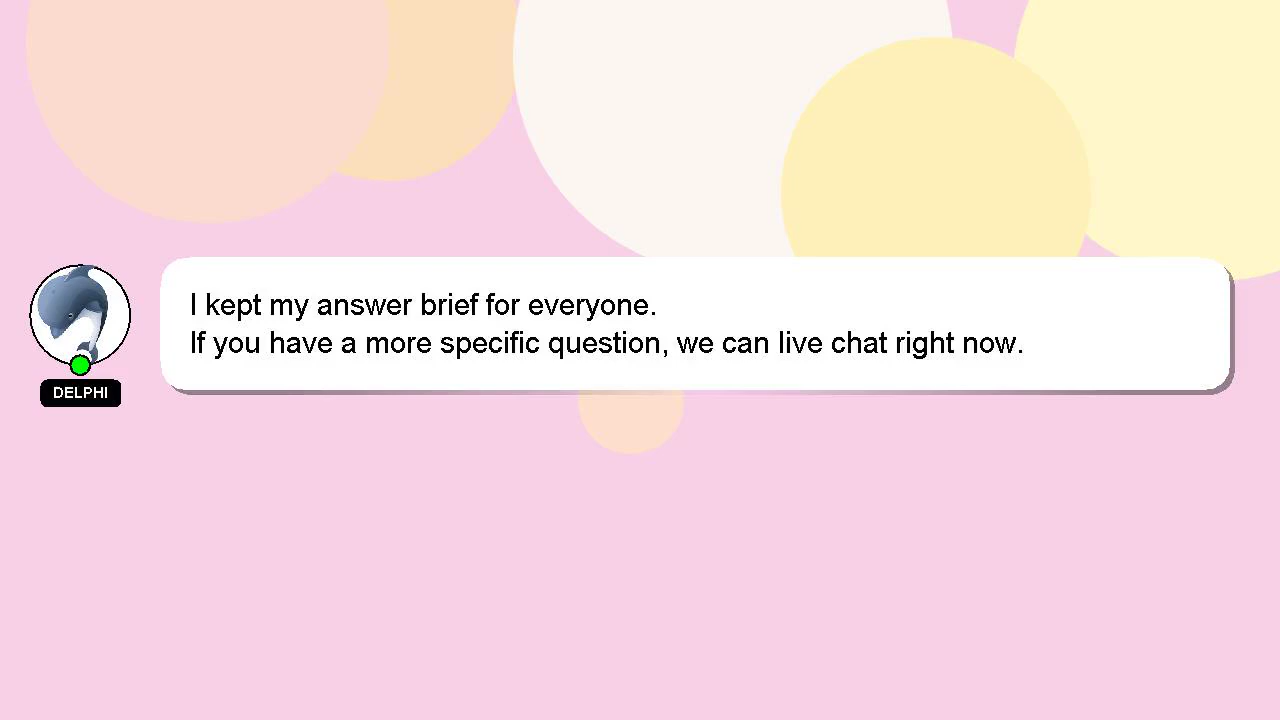 I kept my answer brief for everyone.
If you have a more specific question, we can live chat right now.
DELPHI